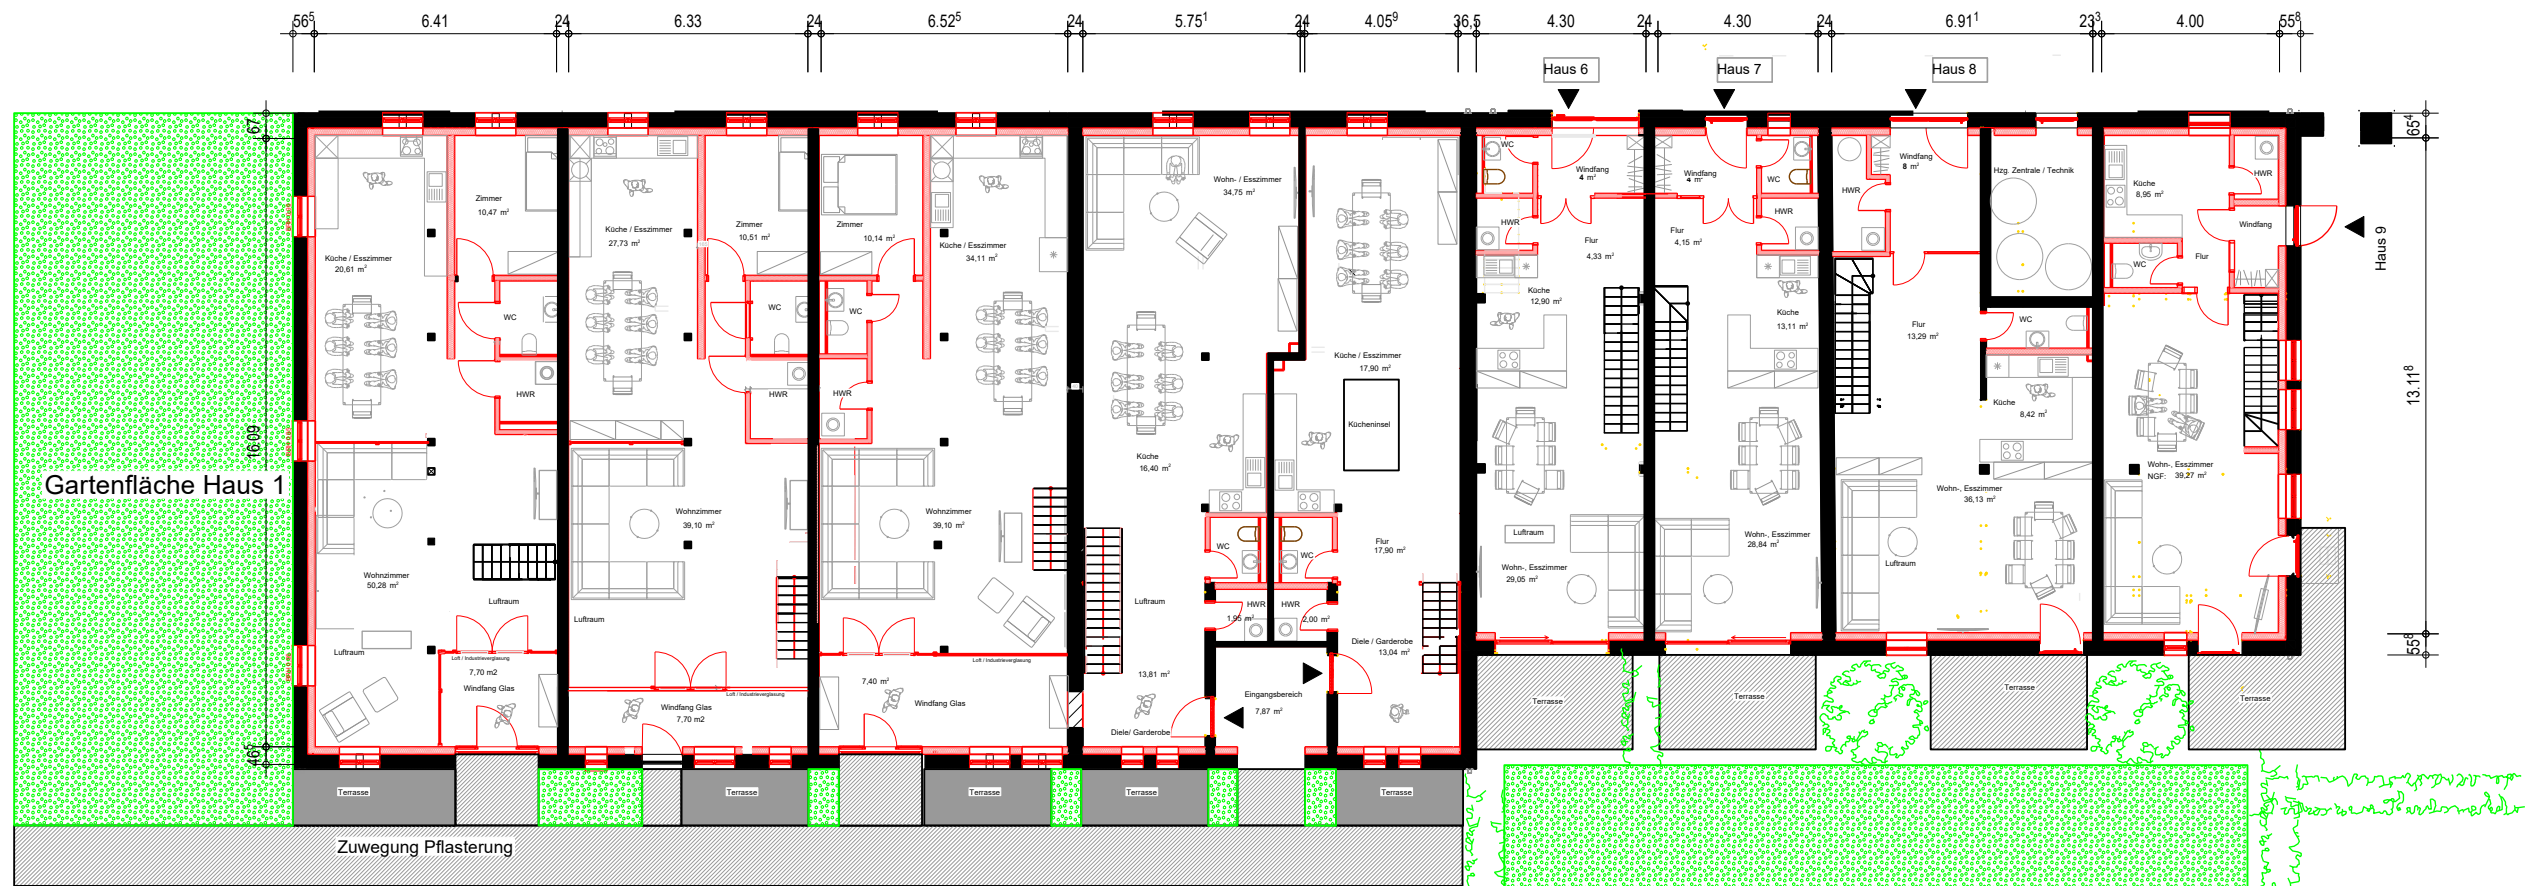 56⁵ 6.41 24 6.33 24 6.52⁵ 24 5.75¹ 24 4.05⁹ 36,5 4.30 24 4.30 24 6.91¹ 23³ 4.00 55⁸
Haus 6
Haus 7
Haus 8
Haus 9
67
16.09
46⁵
65⁴
13.11⁸
55⁸
Gartenfläche Haus 1
Küche / Esszimmer
20,61 m²
Zimmer
10,47 m²
WC
HWR
Wohnzimmer
50,28 m²
Luftraum
Luftraum
Loft / Industrieverglasung
7,70 m2
Windfang Glas
Terrasse
Küche / Esszimmer
27,73 m²
Zimmer
10,51 m²
WC
HWR
Wohnzimmer
39,10 m²
Luftraum
Loft / Industrieverglasung
Windfang Glas
7,70 m2
Terrasse
Zimmer
10,14 m²
Küche / Esszimmer
34,11 m²
WC
HWR
Wohnzimmer
39,10 m²
Loft / Industrieverglasung
7,40 m²
Windfang Glas
Terrasse
Wohn- / Esszimmer
34,75 m²
Küche
16,40 m²
WC
Luftraum
HWR
1,95 m²
13,81 m²
Diele/ Garderobe
Terrasse
Eingangsbereich
7,87 m²
Küche / Esszimmer
17,90 m²
Kücheninsel
WC
Flur
17,90 m²
HWR
2,00 m²
Diele / Garderobe
13,04 m²
Terrasse
WC
Windfang
4 m²
HWR
Flur
4,33 m²
Küche
12,90 m²
Luftraum
Wohn-, Esszimmer
29,05 m²
Terrasse
Windfang
4 m²
WC
HWR
Flur
4,15 m²
Küche
13,11 m²
Wohn-, Esszimmer
28,84 m²
Terrasse
Windfang
8 m²
HWR
Hzg. Zentrale / Technik
Flur
13,29 m²
WC
Küche
8,42 m²
Wohn-, Esszimmer
36,13 m²
Luftraum
Terrasse
Küche
8,95 m²
HWR
Windfang
WC
Flur
Wohn-, Esszimmer
NGF: 39,27 m²
Terrasse
Zuwegung Pflasterung